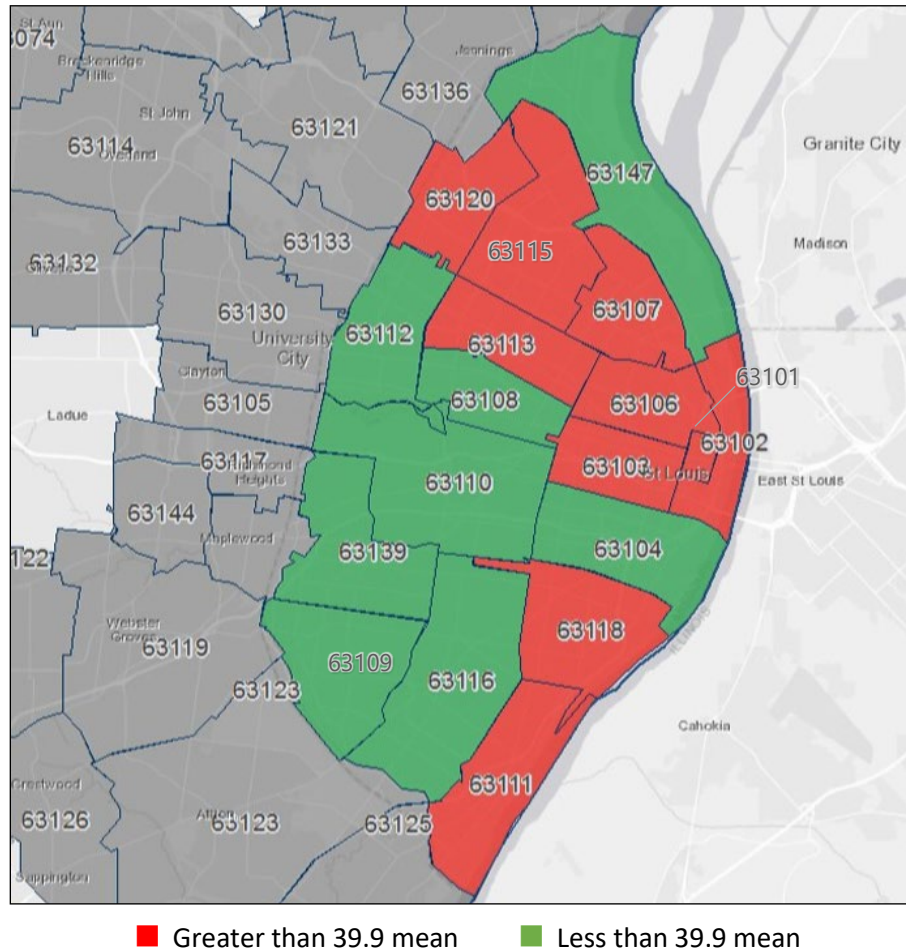 St Ann
3074
Jennings
Breckenridge
Hills
63136
St John
63121
63114
Overland
Granite City
63147
63120
63133
63115
Madison
63132
63107
63130
University
City
63112
63113
Clayton
63101
63108
63105
63106
Ladue
63102
63117
Richmond
Heights
63103
St Louis
63110
East St Louis
63144
Maplewood
63139
63104
63122
Webster
Groves
63118
ILLINOIS
63119
63109
63116
63123
Cahokia
63111
Crestwood
63126
Affton
63123
63125
Sappington
Greater than 39.9 mean
Less than 39.9 mean